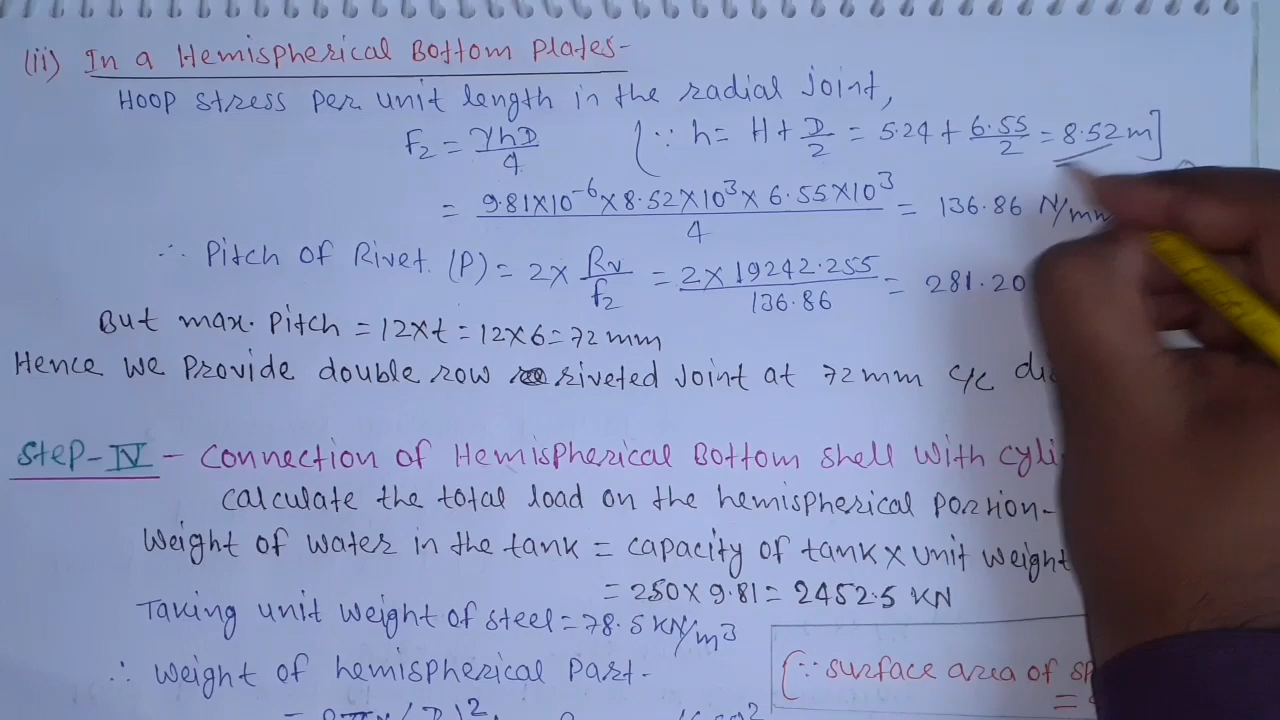 (ii) In a Hemispherical Bottom Plates-
Hoop stress per unit length in the radial joint,
F₂ = γhD/4 [∵ h = H + D/2 = 5.24 + 6.55/2 = 8.52 m]
= 9.81×10⁻⁶ × 8.52×10³ × 6.55×10³/4 = 136.86 N/mm
∴ Pitch of Rivet. (P) = 2× Rv/f₂ = 2 × 19242.255/136.86 = 281.20
But max. Pitch = 12×t = 12×6 = 72 mm
Hence we Provide double row riveted Joint at 72 mm c/c
Step-IV - Connection of Hemispherical Bottom shell with
calculate the total load on the hemispherical portion-
Weight of water in the tank = capacity of tank × unit weight
= 250 × 9.81 = 2452.5 KN
Taking unit weight of steel = 78.5 KN/m³
∴ Weight of hemispherical Part-
(∵ surface area of
=